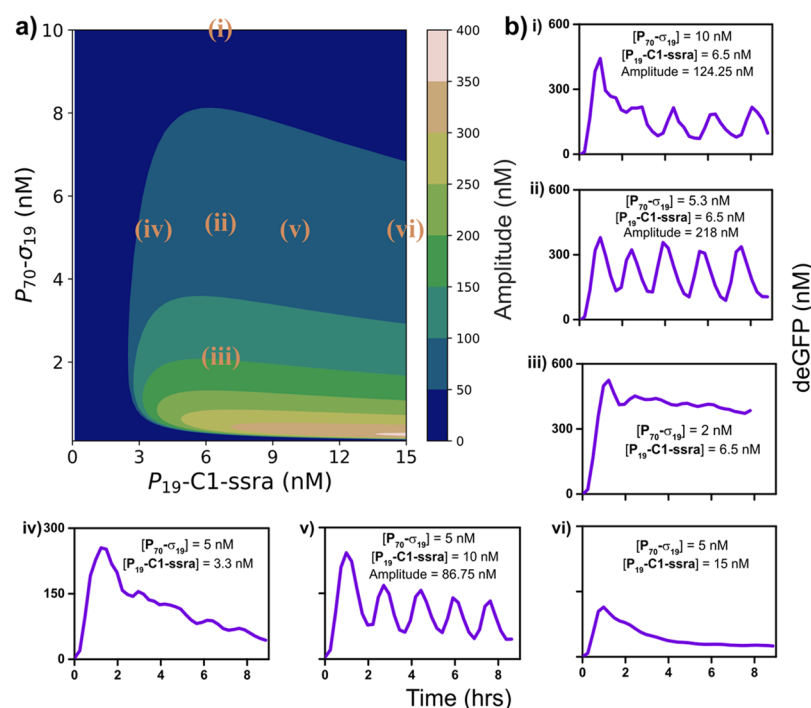 a)
10
8
6
4
2
0
3
6
9
12
15
P₇₀-σ₁₉ (nM)
P₁₉-C1-ssra (nM)
(i)
(ii)
(iii)
(iv)
(v)
(vi)
400
350
300
250
200
150
100
50
0
Amplitude (nM)
b)
i)
600
300
0
[P₇₀-σ₁₉] = 10 nM
[P₁₉-C1-ssra] = 6.5 nM
Amplitude = 124.25 nM
ii)
600
300
0
[P₇₀-σ₁₉] = 5.3 nM
[P₁₉-C1-ssra] = 6.5 nM
Amplitude = 218 nM
iii)
600
300
0
[P₇₀-σ₁₉] = 2 nM
[P₁₉-C1-ssra] = 6.5 nM
deGFP (nM)
iv)
300
150
0
0 2 4 6 8
[P₇₀-σ₁₉] = 5 nM
[P₁₉-C1-ssra] = 3.3 nM
v)
0 2 4 6 8
[P₇₀-σ₁₉] = 5 nM
[P₁₉-C1-ssra] = 10 nM
Amplitude = 86.75 nM
vi)
0 2 4 6 8
[P₇₀-σ₁₉] = 5 nM
[P₁₉-C1-ssra] = 15 nM
Time (hrs)